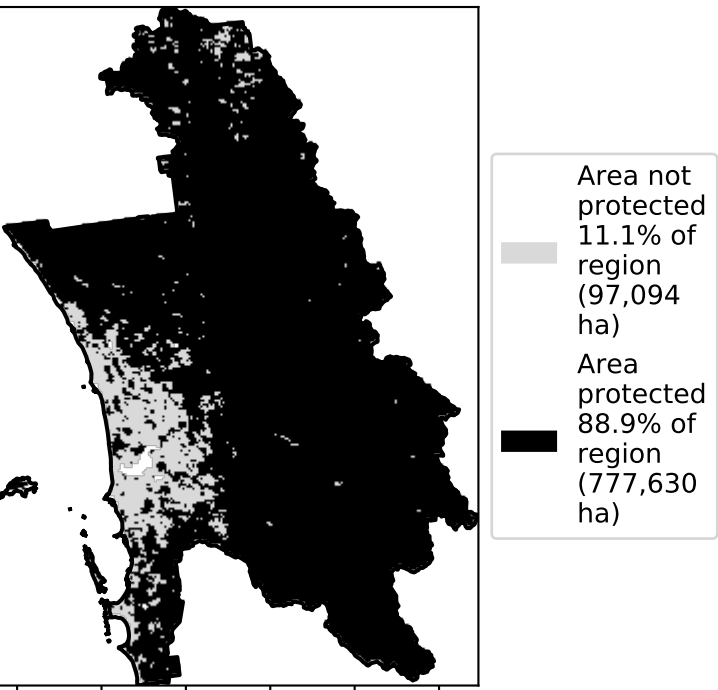 Area not
protected
11.1% of
region
(97,094
ha)
Area
protected
88.9% of
region
(777,630
ha)